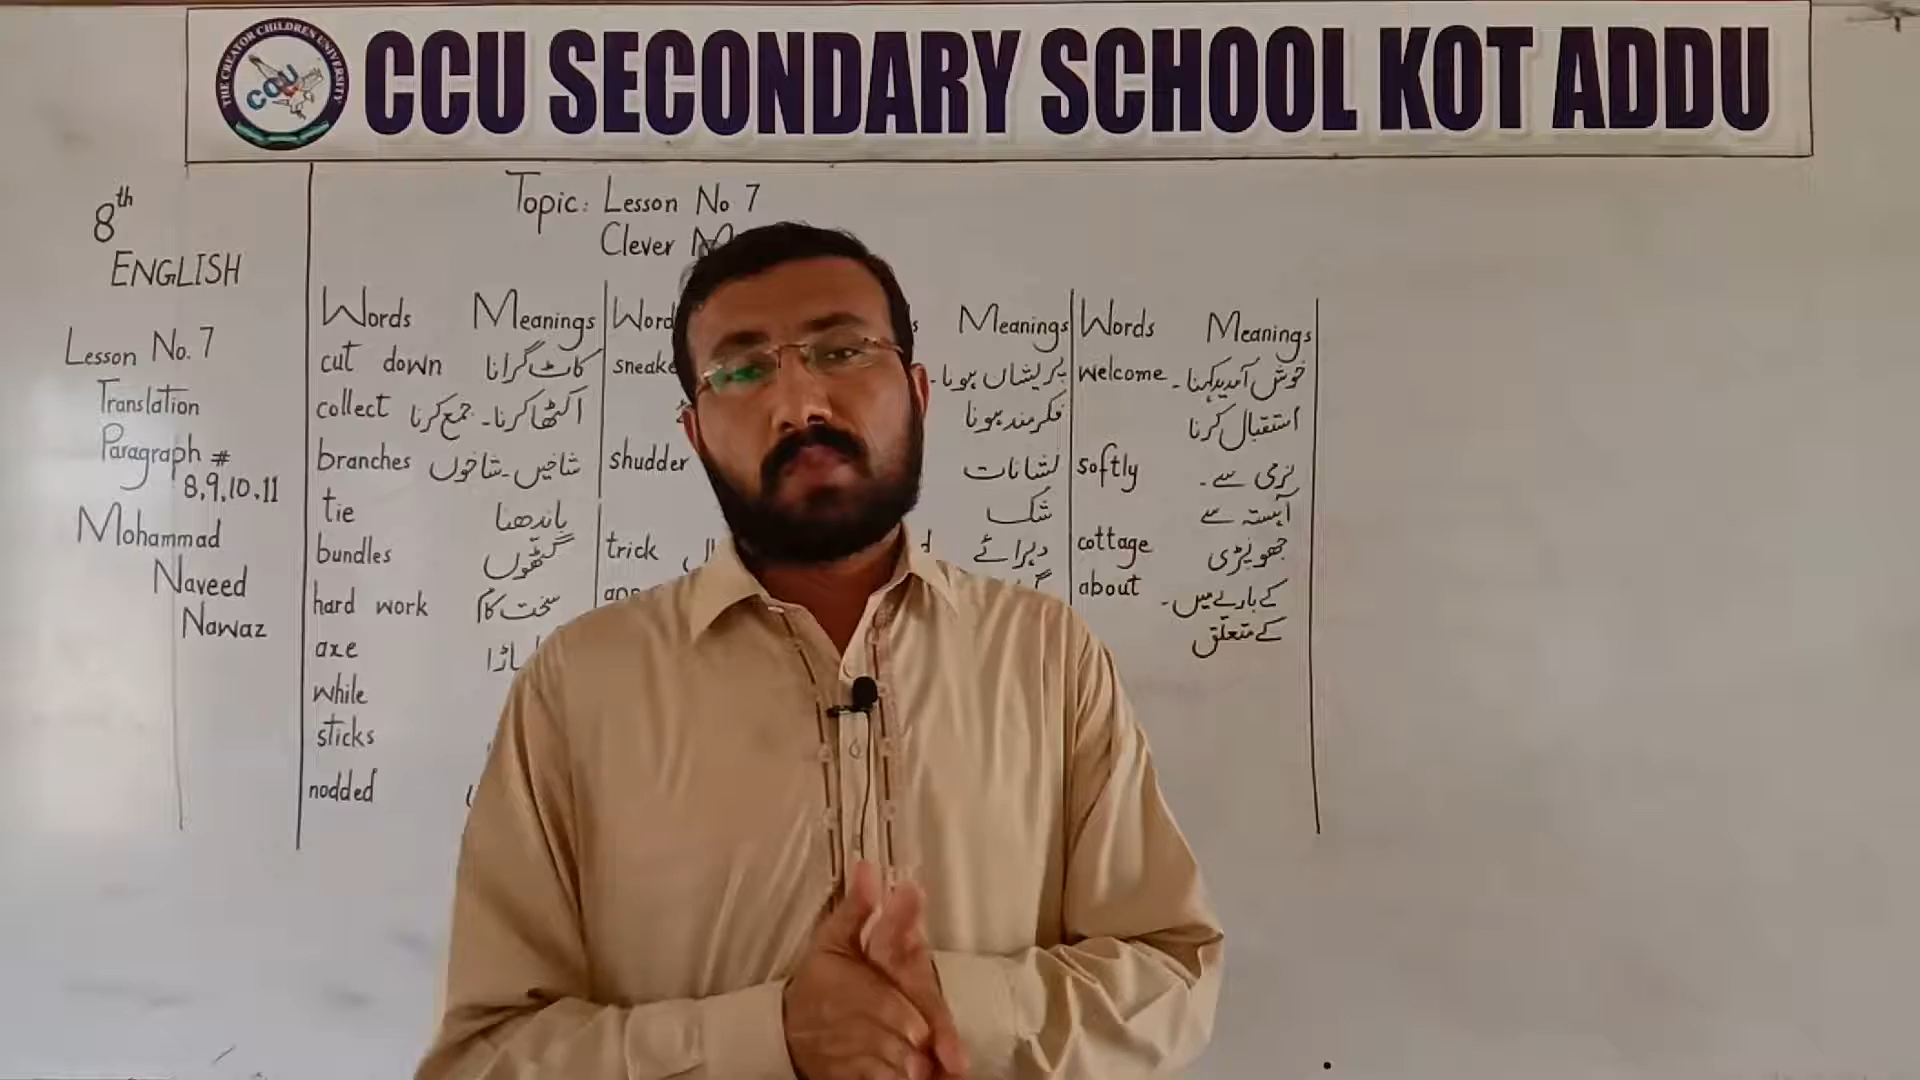 THE CREATOR CHILDREN UNIVERSITY
CCU
CCU SECONDARY SCHOOL KOT ADDU
8th
ENGLISH
Lesson No. 7
Translation
Paragraph #
8,9,10,11
Mohammad
Naveed
Nawaz
Topic: Lesson No 7
Clever
Words Meanings
cut down کاٹ گرانا
collect اکٹھا کرنا۔ جمع کرنا
branches شاخیں۔شاخوں
tie باندھنا
bundles گٹھوں
hard work سخت کام
axe
while
sticks
nodded
shudder
trick
Meanings
پریشاں ہونا۔
فکرمند ہونا
نشانات
شک
دہرائے
Words Meanings
welcome خوش آمدید کہنا۔
استقبال کرنا
softly نرمی سے۔
آہستہ سے
cottage جھونپڑی
about کے بارے میں۔
کے متعلق